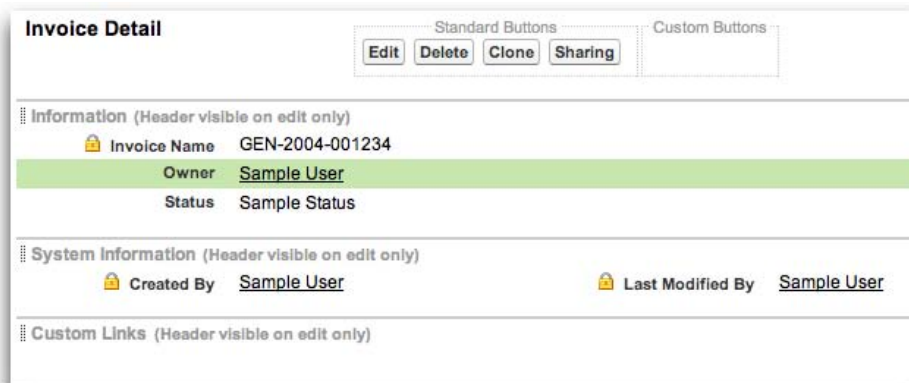 Invoice Detail
Standard Buttons
Custom Buttons
Edit Delete Clone Sharing
Information (Header visible on edit only)
Invoice Name GEN-2004-001234
Owner Sample User
Status Sample Status
System Information (Header visible on edit only)
Created By Sample User Last Modified By Sample User
Custom Links (Header visible on edit only)